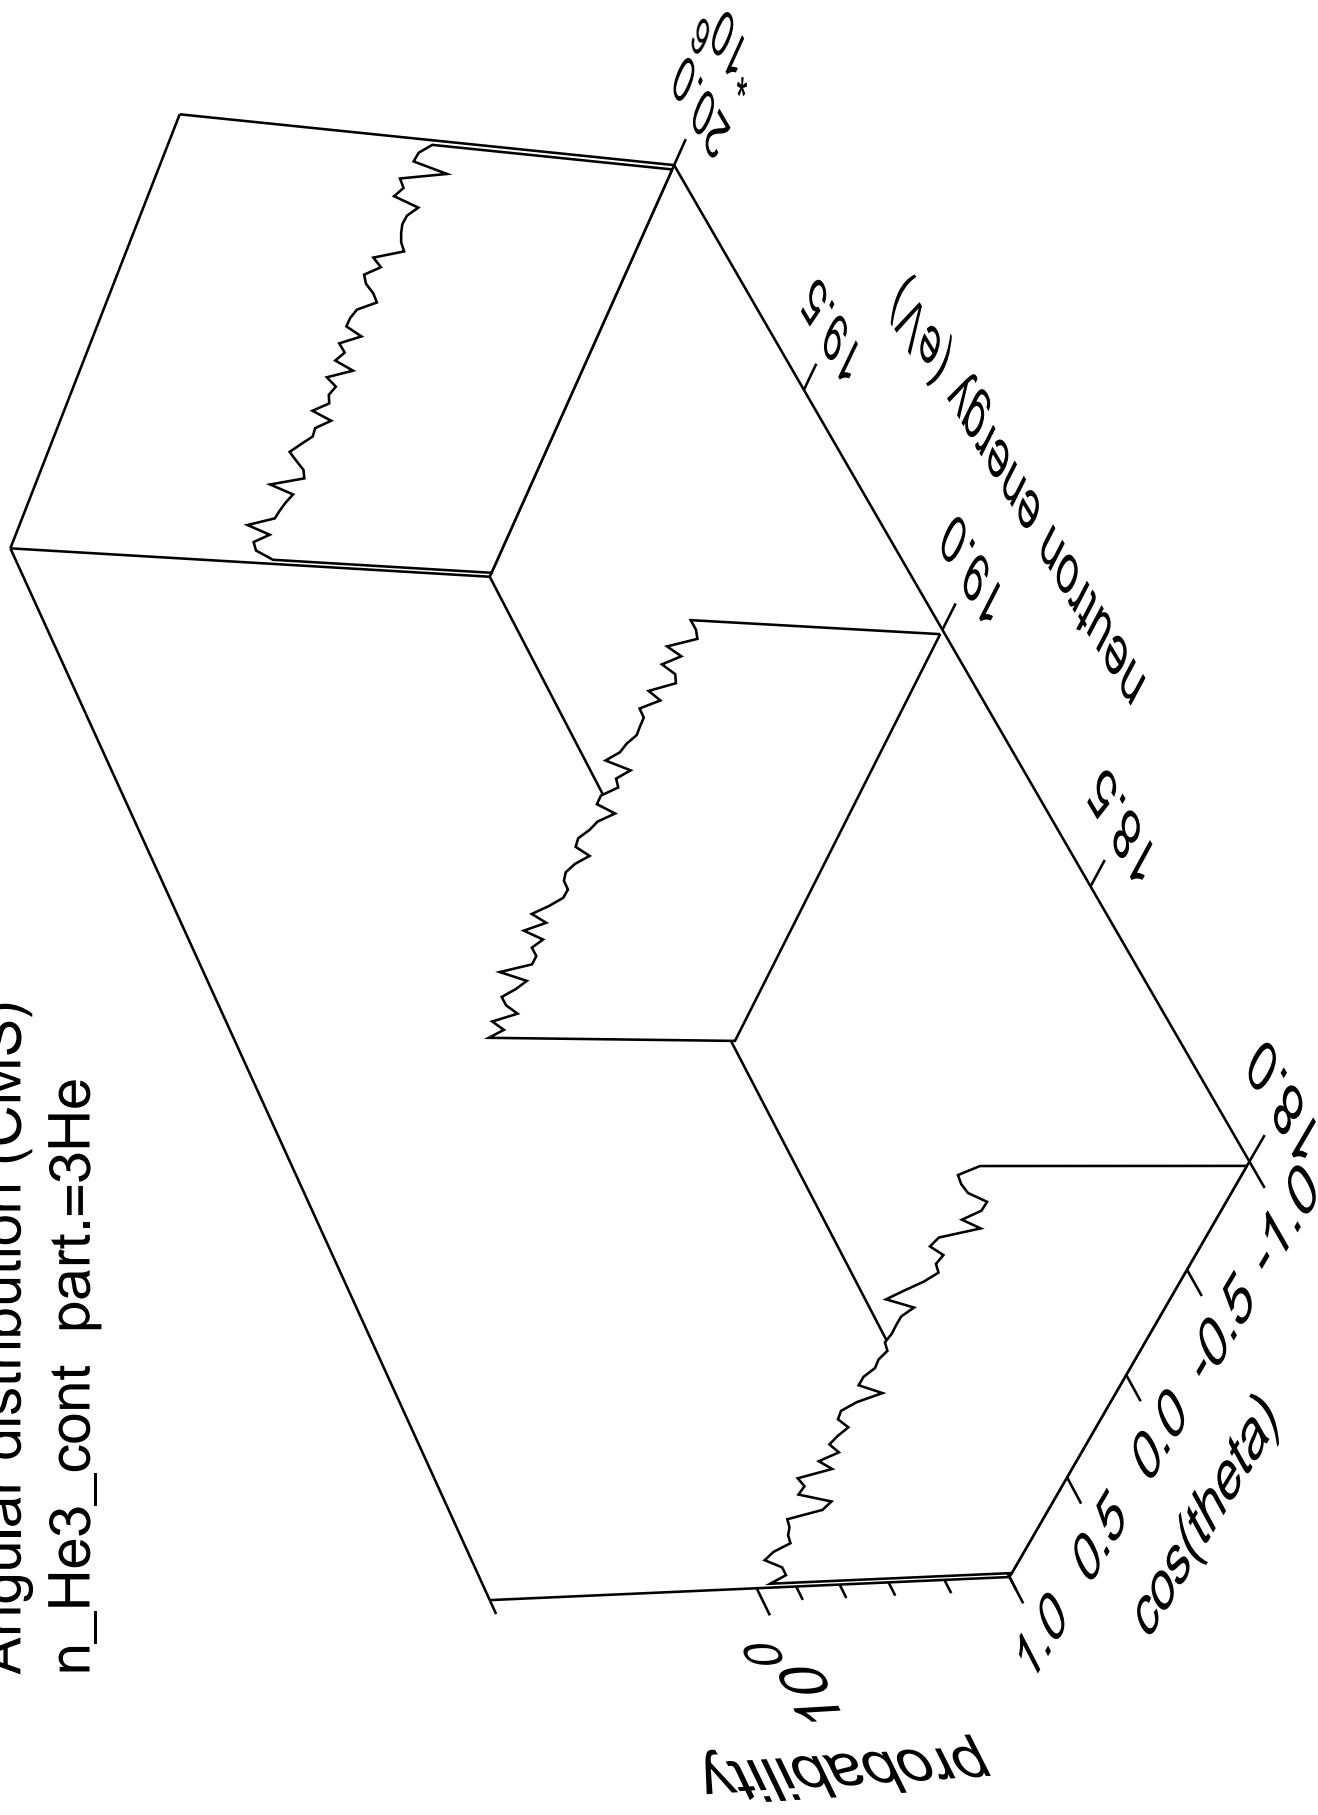 Angular distribution (CMS)
n_He3_cont part.=3He
probability
10^0
1.0
0.5
0.0
-0.5
-1.0
cos(theta)
18.0
18.5
19.0
19.5
20.0
*10^6
neutron energy (eV)